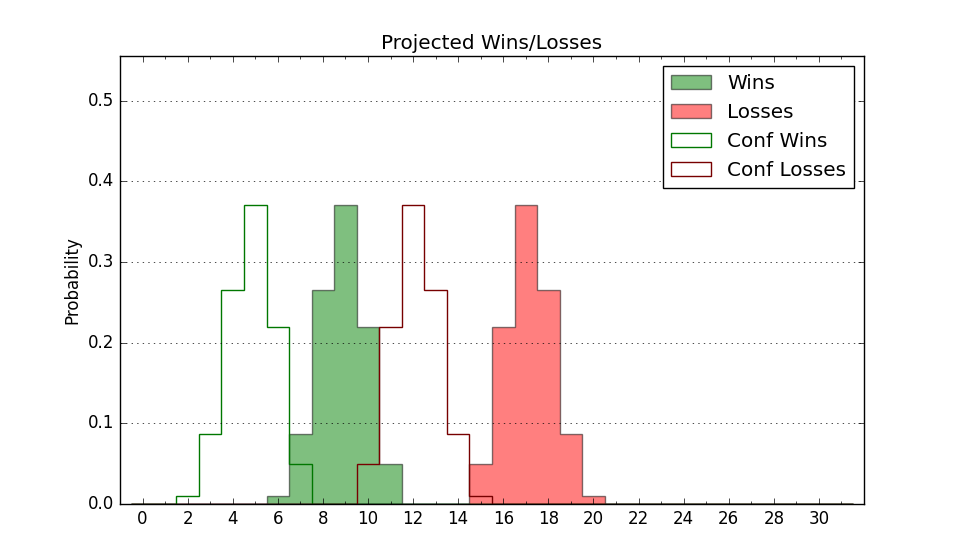 Projected Wins/Losses
Wins
Losses
Conf Wins
Conf Losses
Probability
0.5
0.4
0.3
0.2
0.1
0.0
0 2 4 6 8 10 12 14 16 18 20 22 24 26 28 30